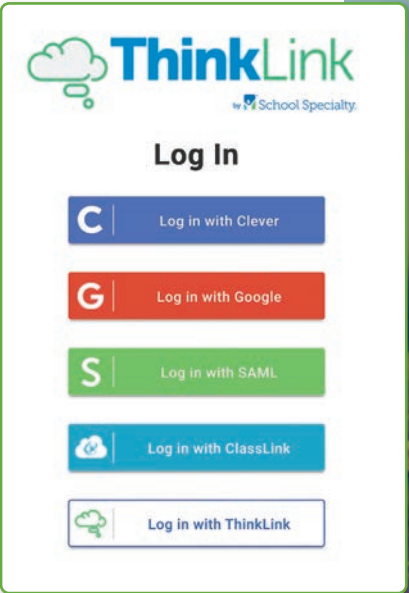 ThinkLink
by School Specialty.
Log In
C Log in with Clever
G Log in with Google
S Log in with SAML
Log in with ClassLink
Log in with ThinkLink